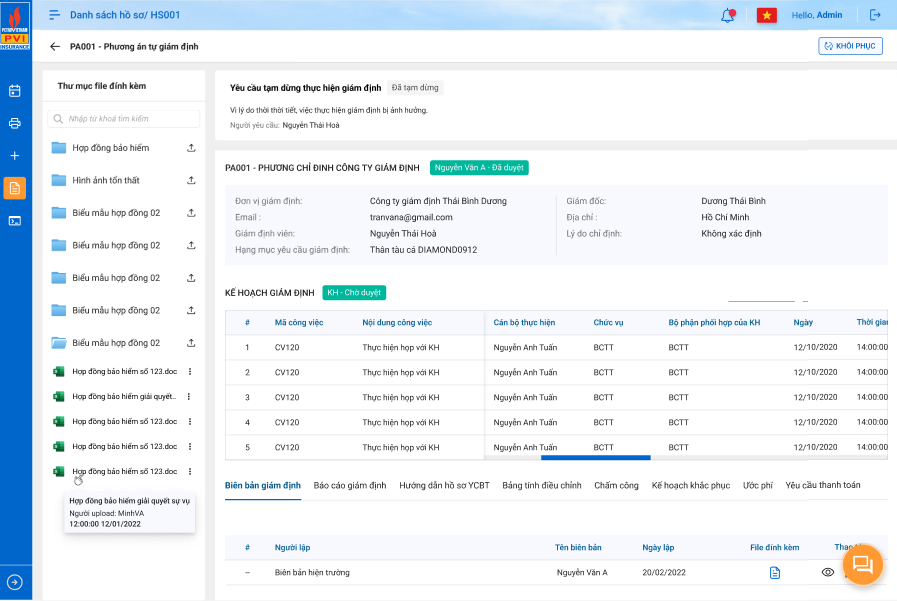 PETROVIETNAM
PVI
INSURANCE
Danh sách hồ sơ/ HS001
Hello, Admin
PA001 - Phương án tự giám định
KHÔI PHỤC
Thư mục file đính kèm
Nhập từ khoá tìm kiếm
Hợp đồng bảo hiểm
Hình ảnh tổn thất
Biểu mẫu hợp đồng 02
Biểu mẫu hợp đồng 02
Biểu mẫu hợp đồng 02
Biểu mẫu hợp đồng 02
Biểu mẫu hợp đồng 02
Hợp đồng bảo hiểm số 123.doc
Hợp đồng bảo hiểm giải quyết..
Hợp đồng bảo hiểm số 123.doc
Hợp đồng bảo hiểm số 123.doc
Hợp đồng bảo hiểm số 123.doc
Hợp đồng bảo hiểm giải quyết sự vụ
Người upload: MinhVA
12:00:00 12/01/2022
Yêu cầu tạm dừng thực hiện giám định Đã tạm dừng
Vì lý do thời thời tiết, việc thực hiện giám định bị ảnh hưởng.
Người yêu cầu: Nguyễn Thái Hoà
PA001 - PHƯƠNG CHỈ ĐINH CÔNG TY GIÁM ĐỊNH Nguyễn Văn A - Đã duyệt
Đơn vị giám định: Công ty giám định Thái Bình Dương Giám đốc: Dương Thái Bình
Email : tranvana@gmail.com Địa chỉ : Hồ Chí Minh
Giám định viên: Nguyễn Thái Hoà Lý do chỉ định: Không xác định
Hạng mục yêu cầu giám định: Thân tàu cá DIAMOND0912
KẾ HOẠCH GIÁM ĐỊNH KH - Chờ duyệt
# Mã công việc Nội dung công việc Cán bộ thực hiện Chức vụ Bộ phận phối hợp của KH Ngày Thời gian
1 CV120 Thực hiện họp với KH Nguyễn Anh Tuấn BCTT BCTT 12/10/2020 14:00:00
2 CV120 Thực hiện họp với KH Nguyễn Anh Tuấn BCTT BCTT 12/10/2020 14:00:00
3 CV120 Thực hiện họp với KH Nguyễn Anh Tuấn BCTT BCTT 12/10/2020 14:00:00
4 CV120 Thực hiện họp với KH Nguyễn Anh Tuấn BCTT BCTT 12/10/2020 14:00:00
5 CV120 Thực hiện họp với KH Nguyễn Anh Tuấn BCTT BCTT 12/10/2020 14:00:00
Biên bản giám định Báo cáo giám định Hướng dẫn hồ sơ YCBT Bảng tính điều chỉnh Chấm công Kế hoạch khắc phục Ước phí Yêu cầu thanh toán
# Người lập Tên biên bản Ngày lập File đính kèm
-- Biên bản hiện trường Nguyễn Văn A 20/02/2022